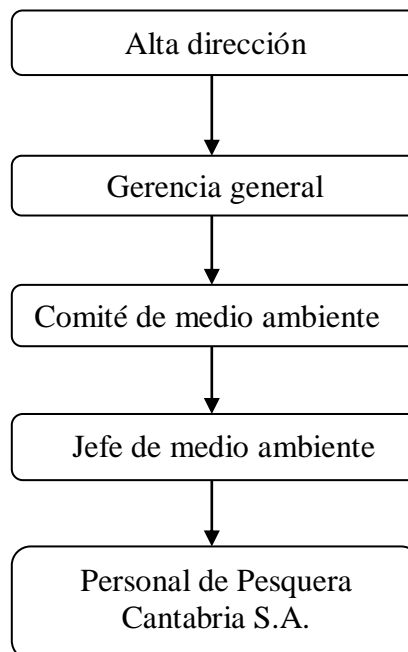 Alta dirección
Gerencia general
Comité de medio ambiente
Jefe de medio ambiente
Personal de Pesquera
Cantabria S.A.